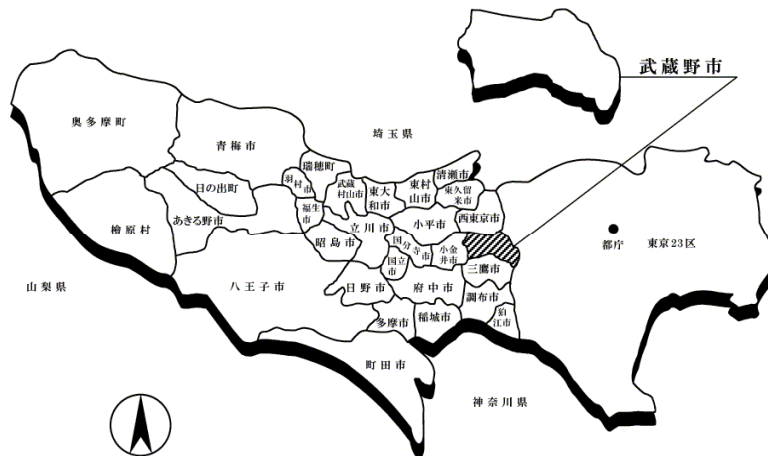 武蔵野市
奥多摩町
青梅市
埼玉県
瑞穂町
清瀬市
羽村市
武蔵
村山市
東大
和市
東村
山市
東久留
米市
日の出町
福生
市
檜原村
あきる野市
立川市
小平市
西東京市
昭島市
国分寺市
小金
井市
都庁
東京23区
国立
市
三鷹市
山梨県
八王子市
日野市
府中市
調布市
多摩市
稲城市
狛
江市
町田市
神奈川県